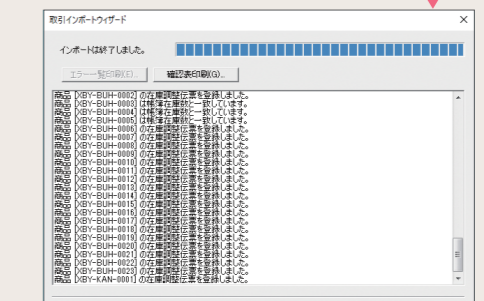 取引インポートウィザード
インポートは終了しました。
エラー一覧印刷(E)...
確認表印刷(G)...
商品 [XBY-BUH-0002] の在庫調整伝票を登録しました。
商品 [XBY-BUH-0003] は帳簿在庫数と一致しています。
商品 [XBY-BUH-0004] は帳簿在庫数と一致しています。
商品 [XBY-BUH-0005] は帳簿在庫数と一致しています。
商品 [XBY-BUH-0006] の在庫調整伝票を登録しました。
商品 [XBY-BUH-0007] の在庫調整伝票を登録しました。
商品 [XBY-BUH-0008] の在庫調整伝票を登録しました。
商品 [XBY-BUH-0009] の在庫調整伝票を登録しました。
商品 [XBY-BUH-0010] の在庫調整伝票を登録しました。
商品 [XBY-BUH-0011] の在庫調整伝票を登録しました。
商品 [XBY-BUH-0012] の在庫調整伝票を登録しました。
商品 [XBY-BUH-0013] の在庫調整伝票を登録しました。
商品 [XBY-BUH-0014] の在庫調整伝票を登録しました。
商品 [XBY-BUH-0015] の在庫調整伝票を登録しました。
商品 [XBY-BUH-0016] の在庫調整伝票を登録しました。
商品 [XBY-BUH-0017] の在庫調整伝票を登録しました。
商品 [XBY-BUH-0018] の在庫調整伝票を登録しました。
商品 [XBY-BUH-0019] の在庫調整伝票を登録しました。
商品 [XBY-BUH-0020] の在庫調整伝票を登録しました。
商品 [XBY-BUH-0021] の在庫調整伝票を登録しました。
商品 [XBY-BUH-0022] の在庫調整伝票を登録しました。
商品 [XBY-BUH-0023] の在庫調整伝票を登録しました。
商品 [XBY-KAN-0001] の在庫調整伝票を登録しました。